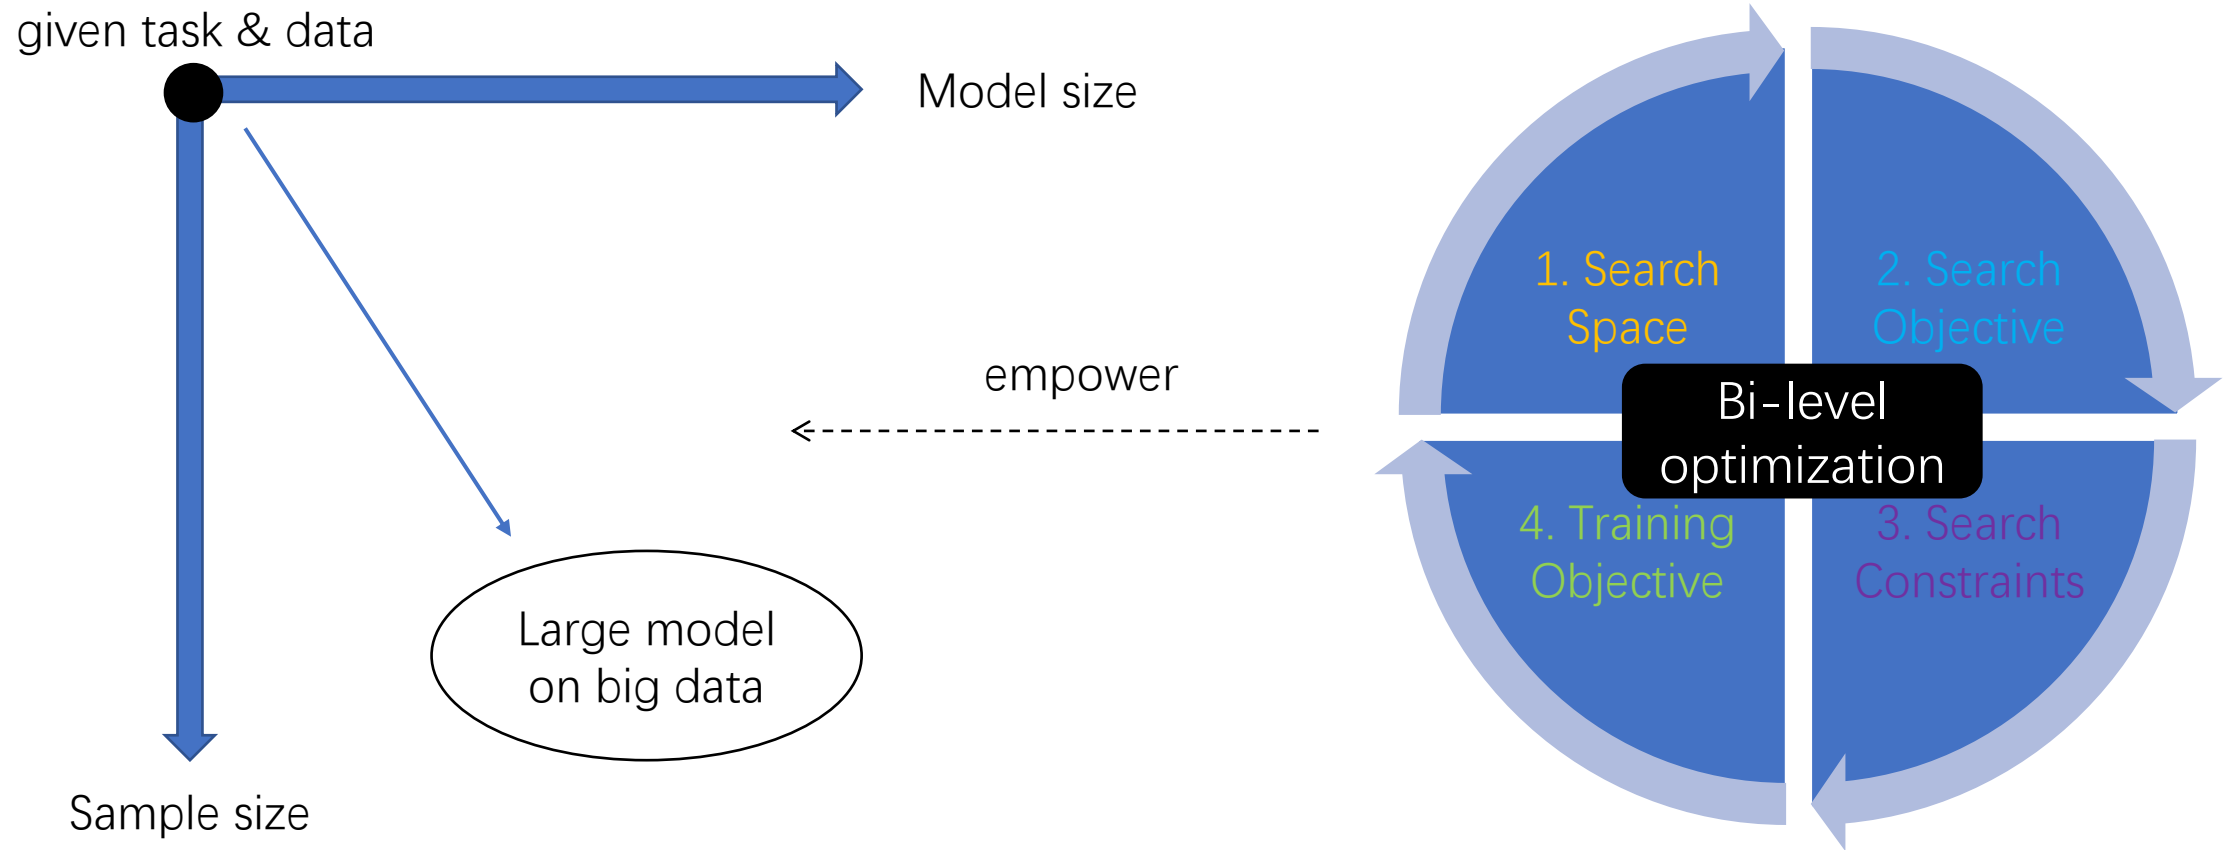 given task & data
Model size
Sample size
Large model
on big data
empower
1. Search
Space
2. Search
Objective
Bi-level
optimization
4. Training
Objective
3. Search
Constraints